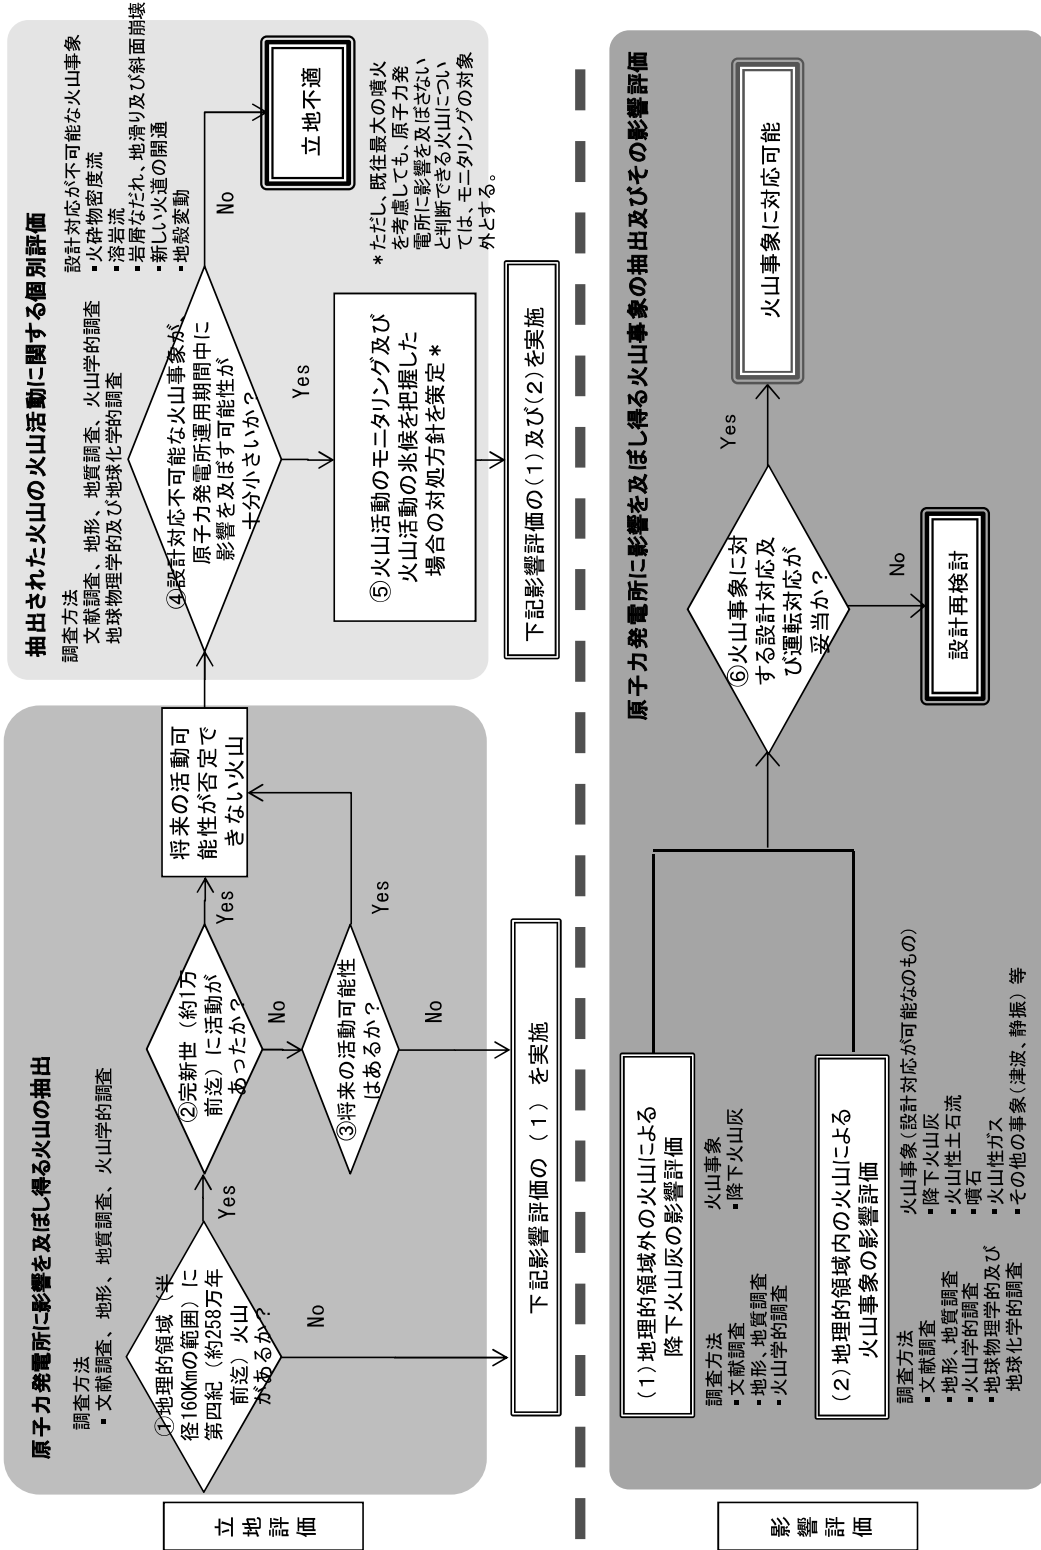 立地評価
原子力発電所に影響を及ぼし得る火山の抽出
調査方法
▪文献調査、地形、地質調査、火山学的調査
①地理的領域（半
径160Kmの範囲）に
第四紀（約258万年
前迄）火山
があるか？
Yes
No
②完新世（約1万
前迄）に活動が
あったか？
Yes
No
③将来の活動可能性
はあるか？
Yes
No
将来の活動可
能性が否定で
きない火山
下記影響評価の（1）を実施
抽出された火山の火山活動に関する個別評価
調査方法
文献調査、地形、地質調査、火山学的調査
地球物理学的及び地球化学的調査
設計対応が不可能な火山事象
▪火砕物密度流
▪溶岩流
▪岩屑なだれ、地滑り及び斜面崩壊
▪新しい火道の開通
▪地殻変動
④設計対応不可能な火山事象が、
原子力発電所運用期間中に
影響を及ぼす可能性が
十分小さいか？
No
Yes
立地不適
⑤火山活動のモニタリング及び
火山活動の兆候を把握した
場合の対処方針を策定＊
＊ただし、既往最大の噴火
を考慮しても、原子力発
電所に影響を及ぼさない
と判断できる火山につい
ては、モニタリングの対象
外とする。
下記影響評価の(1)及び(2)を実施
影響評価
原子力発電所に影響を及ぼし得る火山事象の抽出及びその影響評価
(1)地理的領域外の火山による
降下火山灰の影響評価
調査方法
▪文献調査
▪地形、地質調査
▪火山学的調査
火山事象
▪降下火山灰
(2)地理的領域内の火山による
火山事象の影響評価
調査方法
▪文献調査
▪地形、地質調査
▪火山学的調査
▪地球物理学的及び
地球化学的調査
火山事象(設計対応が可能なのもの)
▪降下火山灰
▪火山性土石流
▪噴石
▪火山性ガス
▪その他の事象(津波、静振)等
⑥火山事象に対
する設計対応及
び運転対応が
妥当か？
Yes
No
火山事象に対応可能
設計再検討